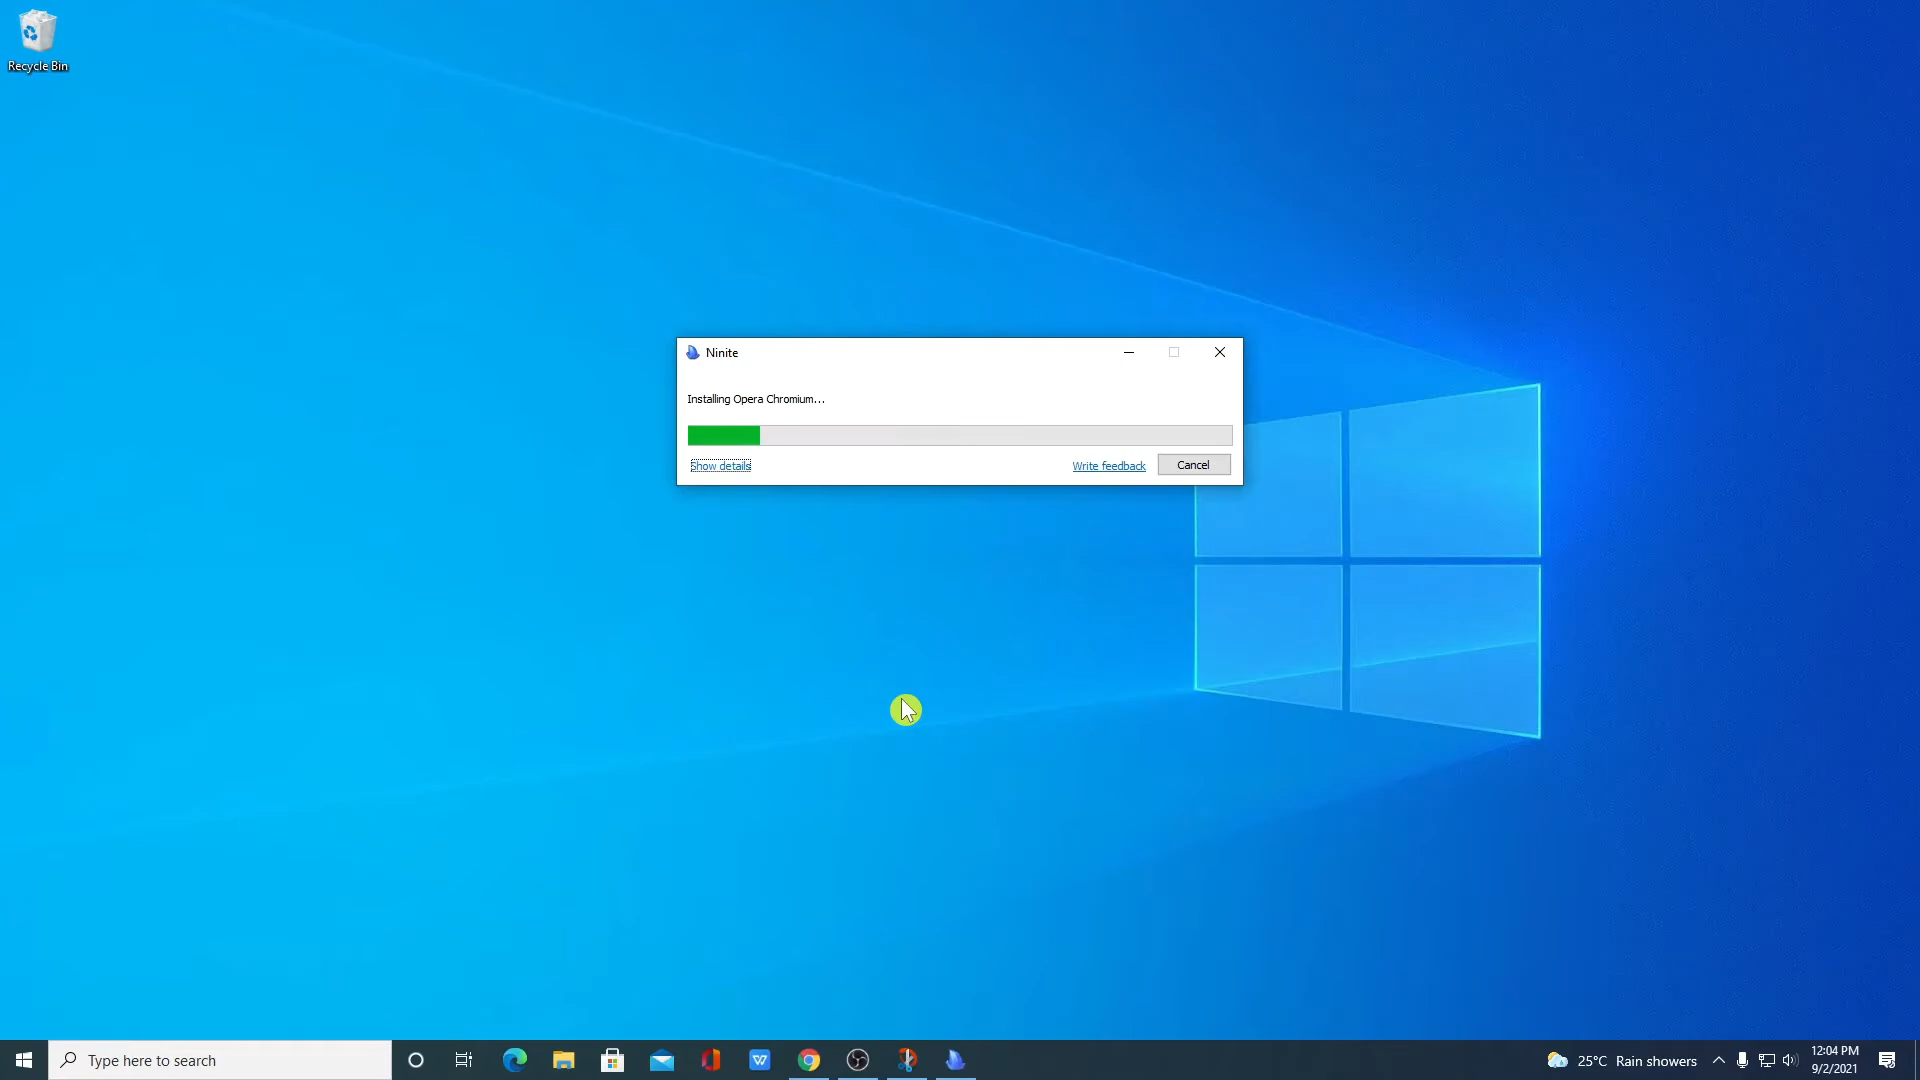 Recycle Bin
Ninite
Installing Opera Chromium...
Show details
Write feedback
Cancel
Type here to search
25°C Rain showers
12:04 PM
9/2/2021